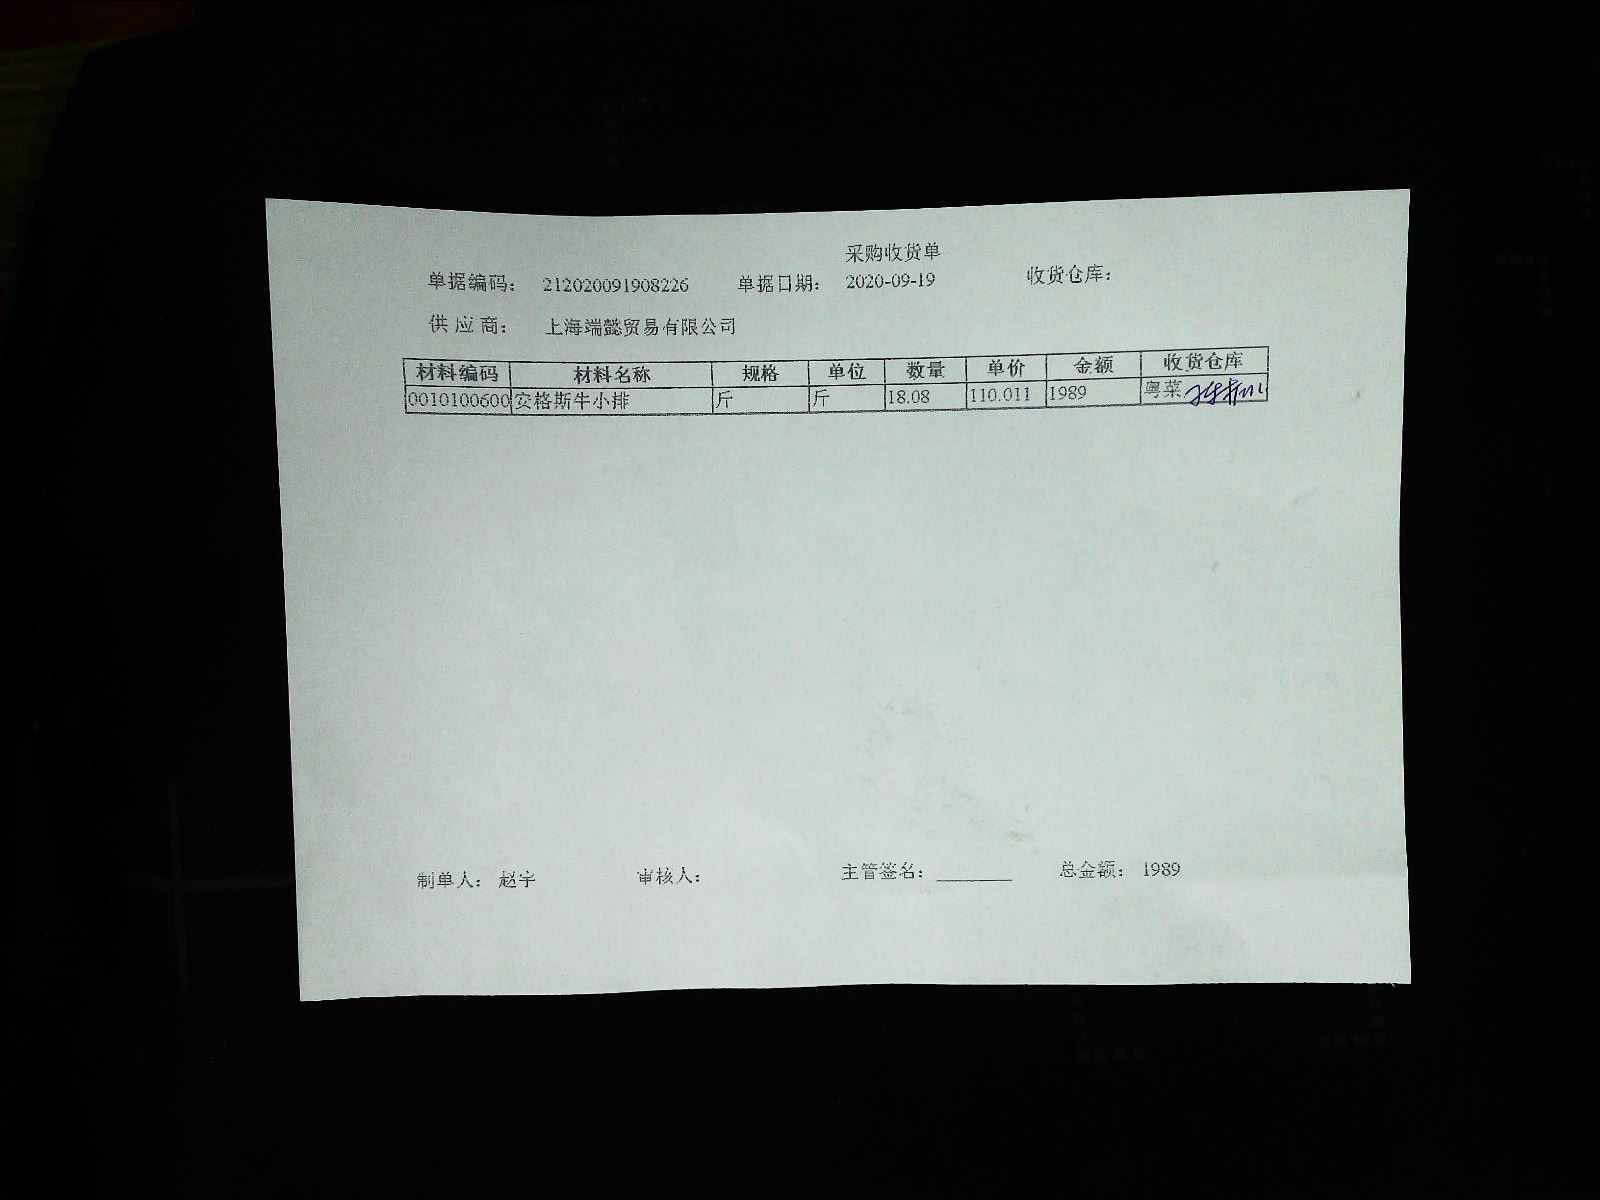 采购收货单
单据编码: 212020091908226 单据日期: 2020-09-19 收货仓库:
供应商: 上海端懿贸易有限公司
材料编码 材料名称 规格 单位 数量 单价 金额 收货仓库
0010100600 安格斯牛小排 斤 斤 18.08 110.011 1989 粤菜
制单人: 赵宇 审核人: 主管签名: 总金额: 1989